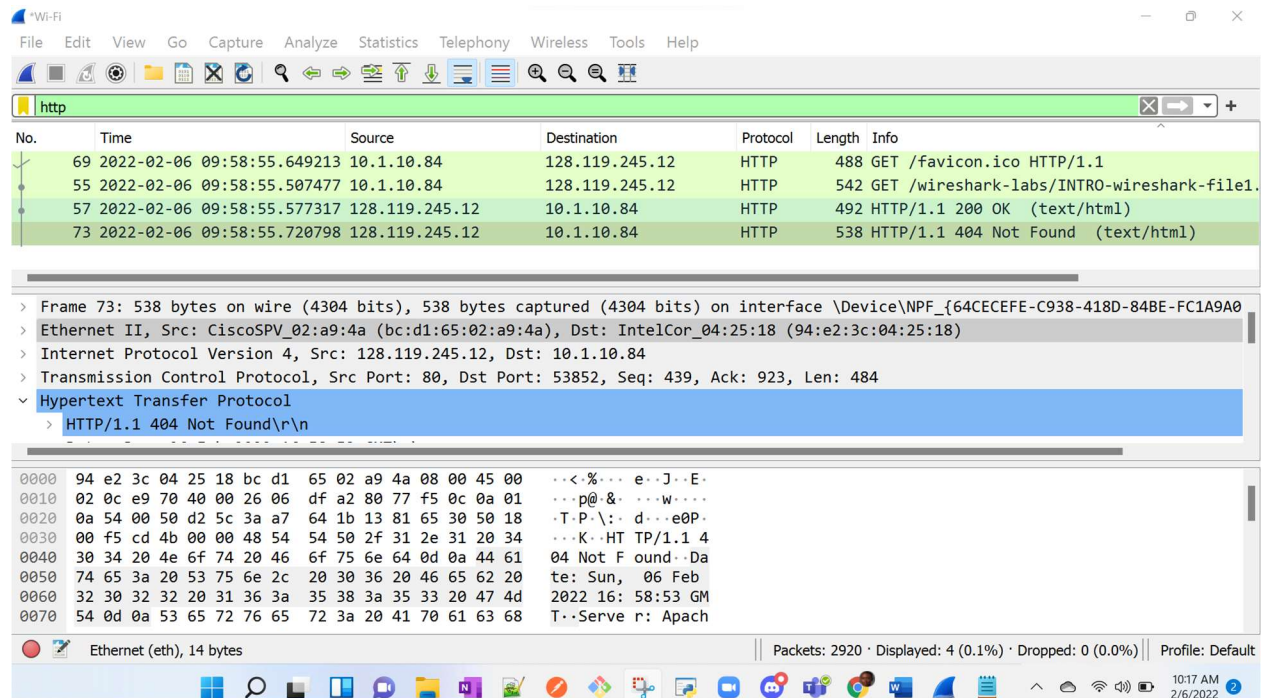 *Wi-Fi
File Edit View Go Capture Analyze Statistics Telephony Wireless Tools Help
http
No. Time Source Destination Protocol Length Info
69 2022-02-06 09:58:55.649213 10.1.10.84 128.119.245.12 HTTP 488 GET /favicon.ico HTTP/1.1
55 2022-02-06 09:58:55.507477 10.1.10.84 128.119.245.12 HTTP 542 GET /wireshark-labs/INTRO-wireshark-file1.
57 2022-02-06 09:58:55.577317 128.119.245.12 10.1.10.84 HTTP 492 HTTP/1.1 200 OK (text/html)
73 2022-02-06 09:58:55.720798 128.119.245.12 10.1.10.84 HTTP 538 HTTP/1.1 404 Not Found (text/html)
Frame 73: 538 bytes on wire (4304 bits), 538 bytes captured (4304 bits) on interface \Device\NPF_{64CECEFE-C938-418D-84BE-FC1A9A0
Ethernet II, Src: CiscoSPV_02:a9:4a (bc:d1:65:02:a9:4a), Dst: IntelCor_04:25:18 (94:e2:3c:04:25:18)
Internet Protocol Version 4, Src: 128.119.245.12, Dst: 10.1.10.84
Transmission Control Protocol, Src Port: 80, Dst Port: 53852, Seq: 439, Ack: 923, Len: 484
Hypertext Transfer Protocol
HTTP/1.1 404 Not Found\r\n
0000 94 e2 3c 04 25 18 bc d1 65 02 a9 4a 08 00 45 00 ··<·%··· e··J··E·
0010 02 0c e9 70 40 00 26 06 df a2 80 77 f5 0c 0a 01 ···p@·&· ···w····
0020 0a 54 00 50 d2 5c 3a a7 64 1b 13 81 65 30 50 18 ·T·P·\:· d···e0P·
0030 00 f5 cd 4b 00 00 48 54 54 50 2f 31 2e 31 20 34 ···K··HT TP/1.1 4
0040 30 34 20 4e 6f 74 20 46 6f 75 6e 64 0d 0a 44 61 04 Not F ound··Da
0050 74 65 3a 20 53 75 6e 2c 20 30 36 20 46 65 62 20 te: Sun, 06 Feb
0060 32 30 32 32 20 31 36 3a 35 38 3a 35 33 20 47 4d 2022 16: 58:53 GM
0070 54 0d 0a 53 65 72 76 65 72 3a 20 41 70 61 63 68 T··Serve r: Apach
Ethernet (eth), 14 bytes Packets: 2920 · Displayed: 4 (0.1%) · Dropped: 0 (0.0%) Profile: Default
10:17 AM
2/6/2022 2